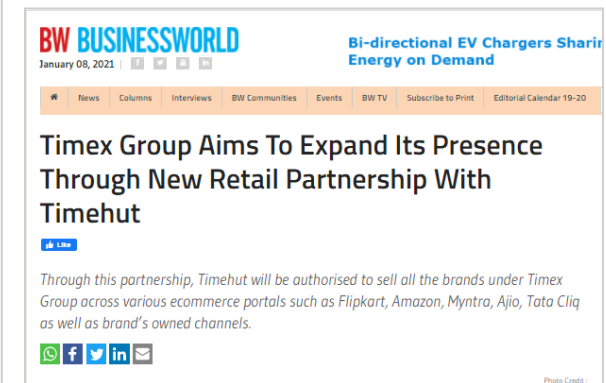 BW BUSINESSWORLD
January 08, 2021
Bi-directional EV Chargers Sharin
Energy on Demand
News Columns Interviews BW Communities Events BW TV Subscribe to Print Editorial Calendar 19-20
Timex Group Aims To Expand Its Presence
Through New Retail Partnership With
Timehut
Like
Through this partnership, Timehut will be authorised to sell all the brands under Timex
Group across various ecommerce portals such as Flipkart, Amazon, Myntra, Ajio, Tata Cliq
as well as brand's owned channels.
Photo Credit :